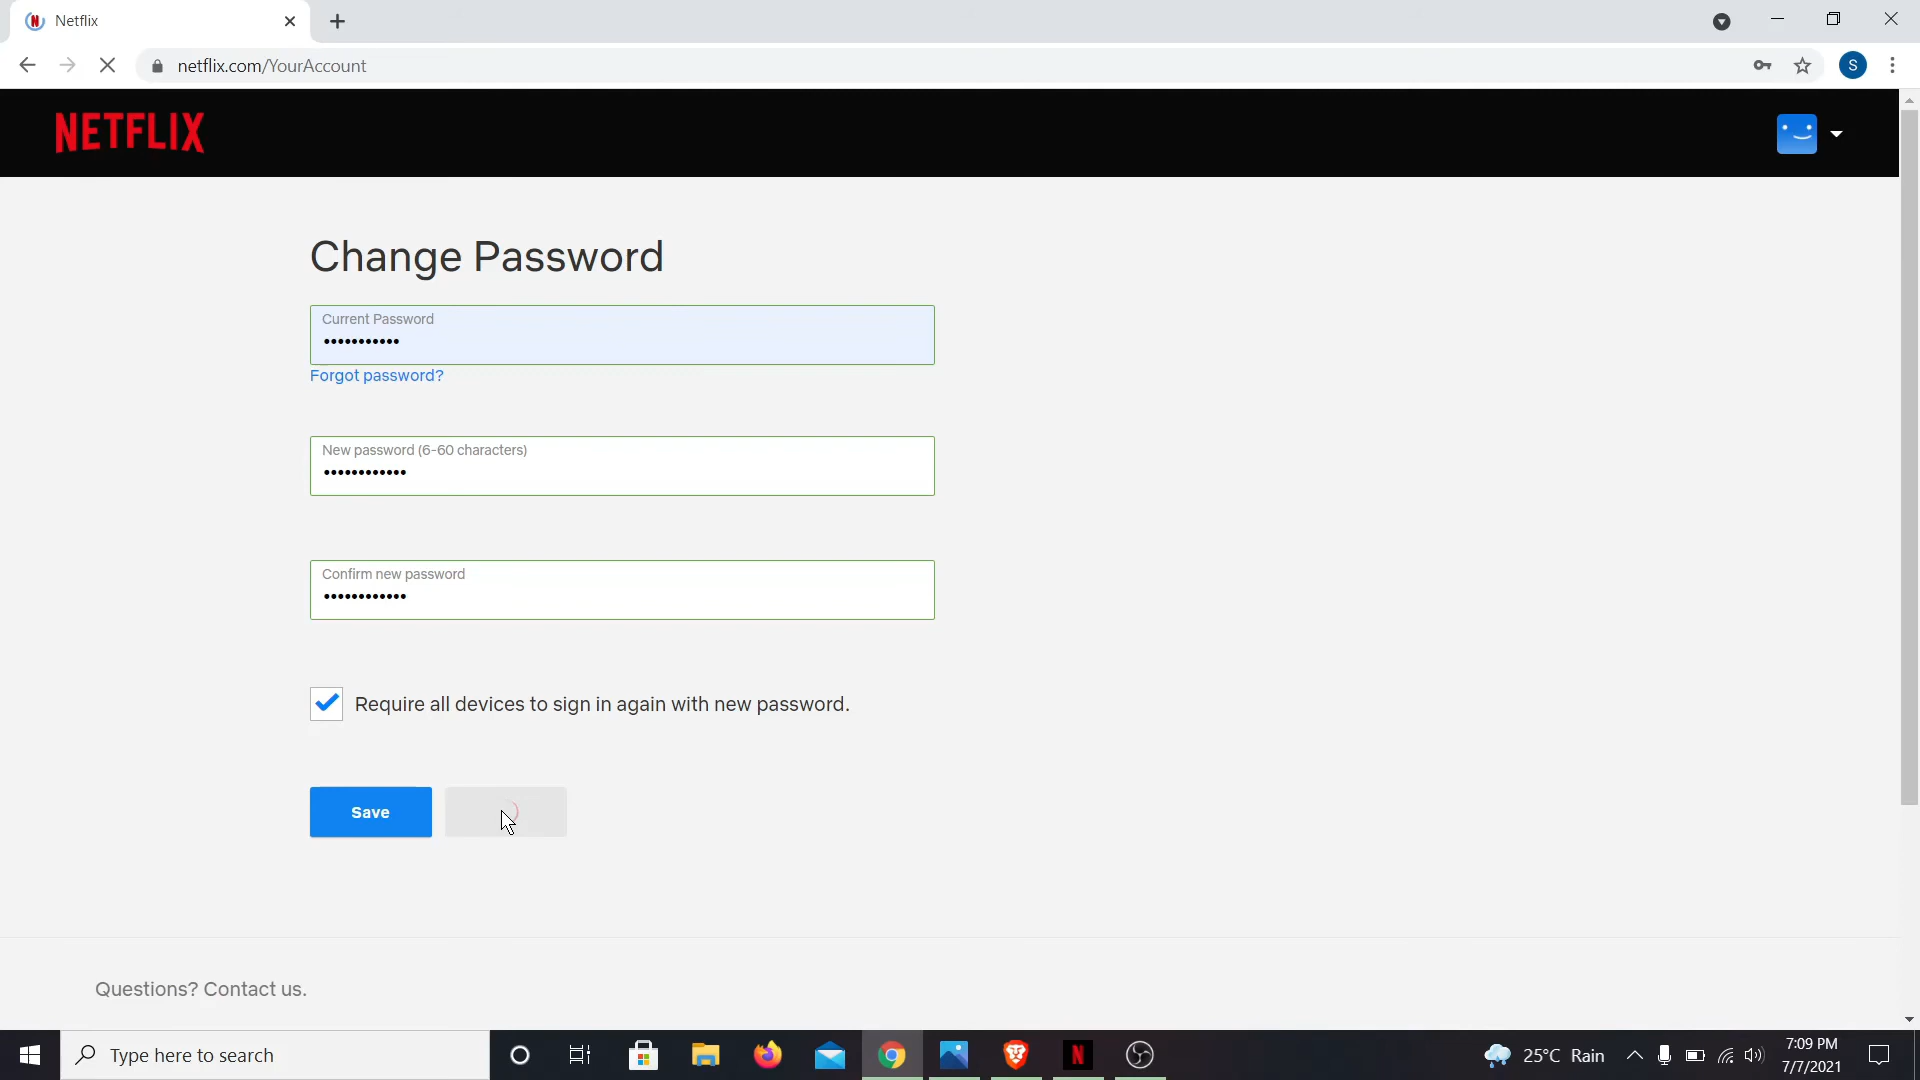 Netflix
netflix.com/YourAccount
S
NETFLIX
Change Password
Current Password
•••••••••••
Forgot password?
New password (6-60 characters)
••••••••••••
Confirm new password
••••••••••••
Require all devices to sign in again with new password.
Save
Questions? Contact us.
Type here to search
25°C Rain
7:09 PM
7/7/2021